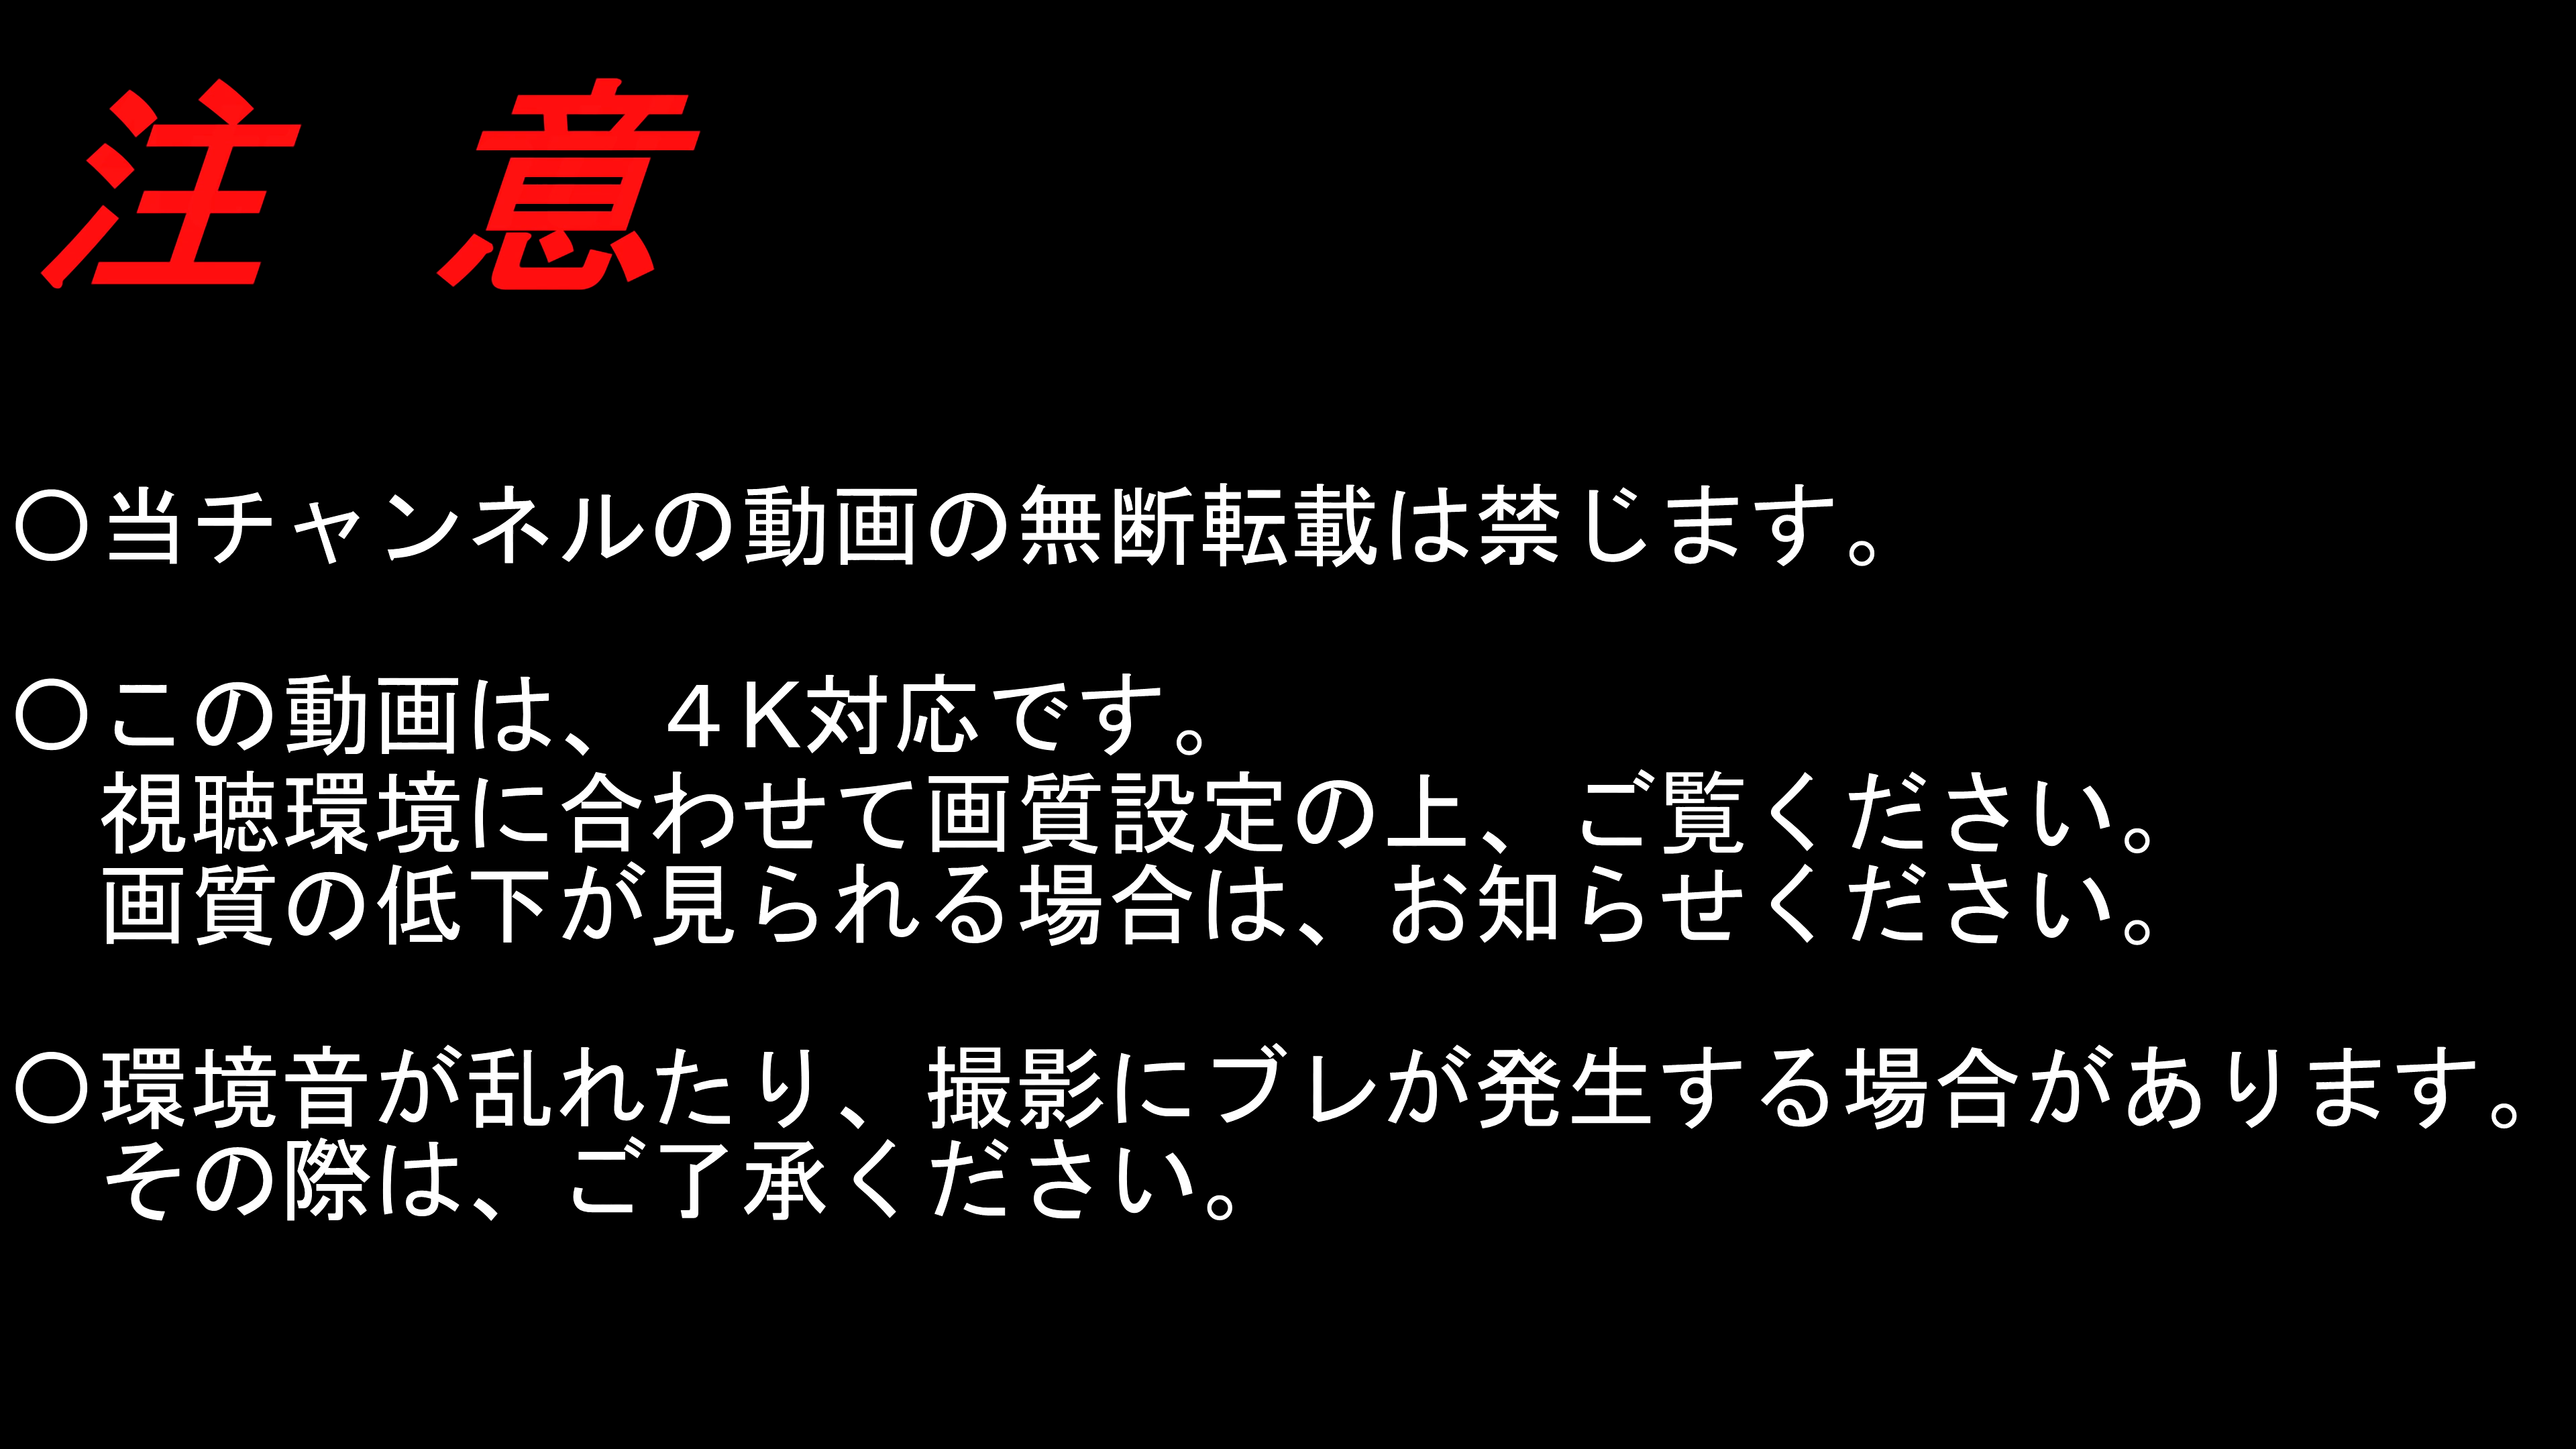 注　意
○当チャンネルの動画の無断転載は禁じます。
○この動画は、４Ｋ対応です。
視聴環境に合わせて画質設定の上、ご覧ください。
画質の低下が見られる場合は、お知らせください。
○環境音が乱れたり、撮影にブレが発生する場合があります。
その際は、ご了承ください。